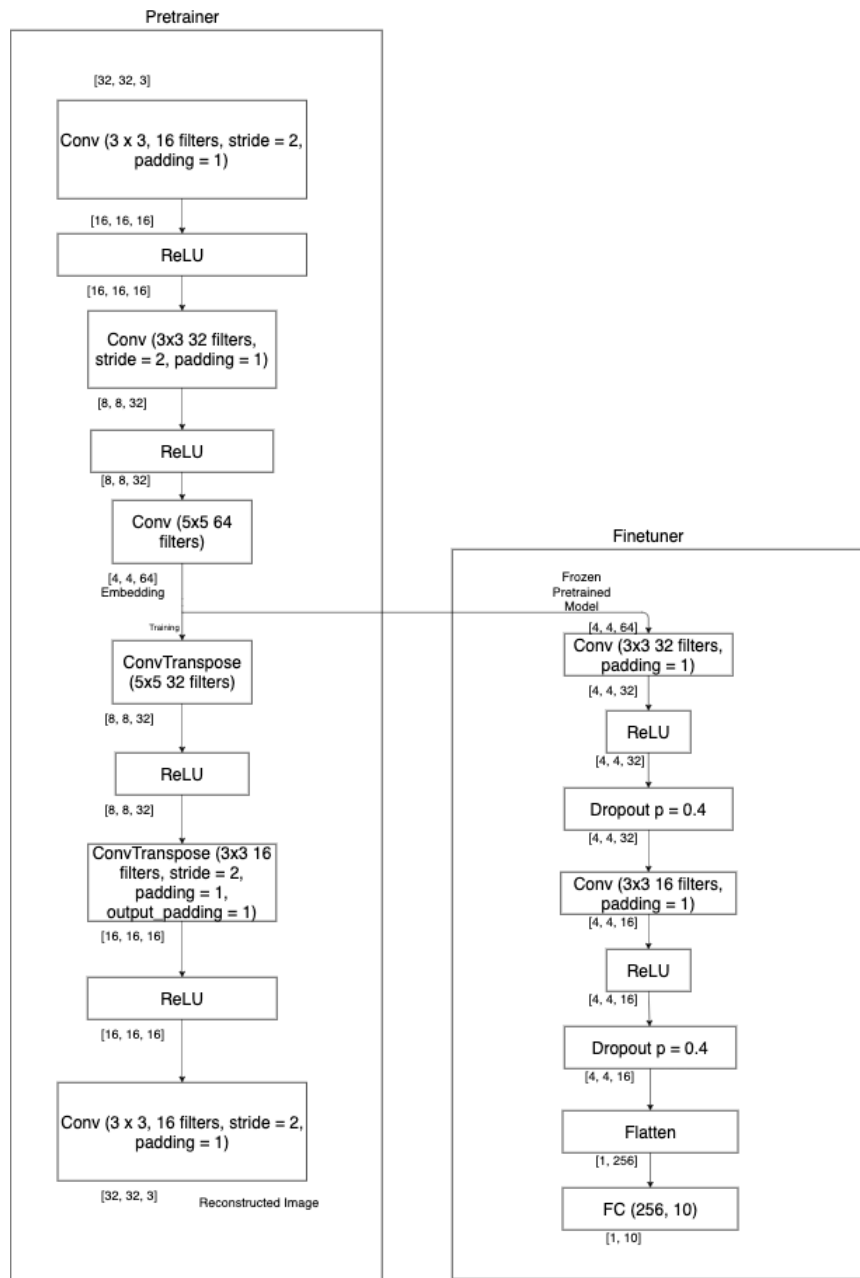 Pretrainer
[32, 32, 3]
Conv (3 x 3, 16 filters, stride = 2,
padding = 1)
[16, 16, 16]
ReLU
[16, 16, 16]
Conv (3x3 32 filters,
stride = 2, padding = 1)
[8, 8, 32]
ReLU
[8, 8, 32]
Conv (5x5 64
filters)
[4, 4, 64]
Embedding
Training
ConvTranspose
(5x5 32 filters)
[8, 8, 32]
ReLU
[8, 8, 32]
ConvTranspose (3x3 16
filters, stride = 2,
padding = 1,
output_padding = 1)
[16, 16, 16]
ReLU
[16, 16, 16]
Conv (3 x 3, 16 filters, stride = 2,
padding = 1)
[32, 32, 3]
Reconstructed Image
Finetuner
Frozen
Pretrained
Model
[4, 4, 64]
Conv (3x3 32 filters,
padding = 1)
[4, 4, 32]
ReLU
[4, 4, 32]
Dropout p = 0.4
[4, 4, 32]
Conv (3x3 16 filters,
padding = 1)
[4, 4, 16]
ReLU
[4, 4, 16]
Dropout p = 0.4
[4, 4, 16]
Flatten
[1, 256]
FC (256, 10)
[1, 10]